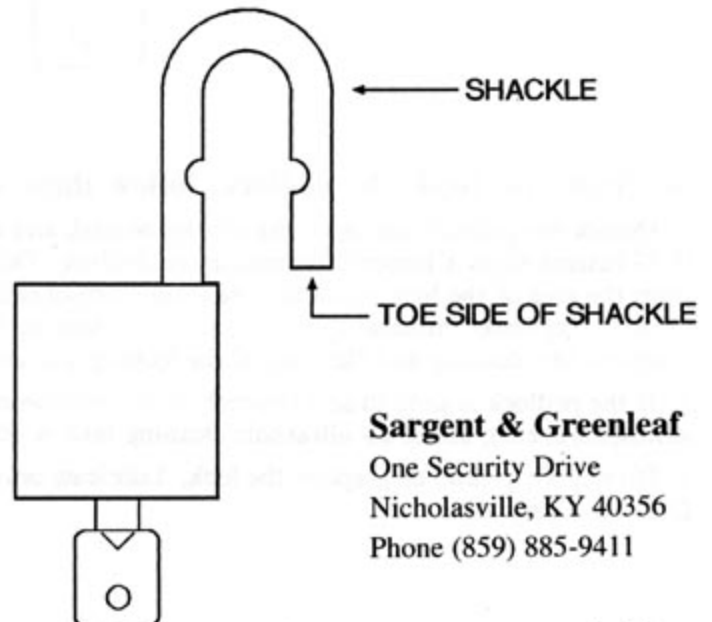 SHACKLE
TOE SIDE OF SHACKLE
Sargent & Greenleaf
One Security Drive
Nicholasville, KY 40356
Phone (859) 885-9411